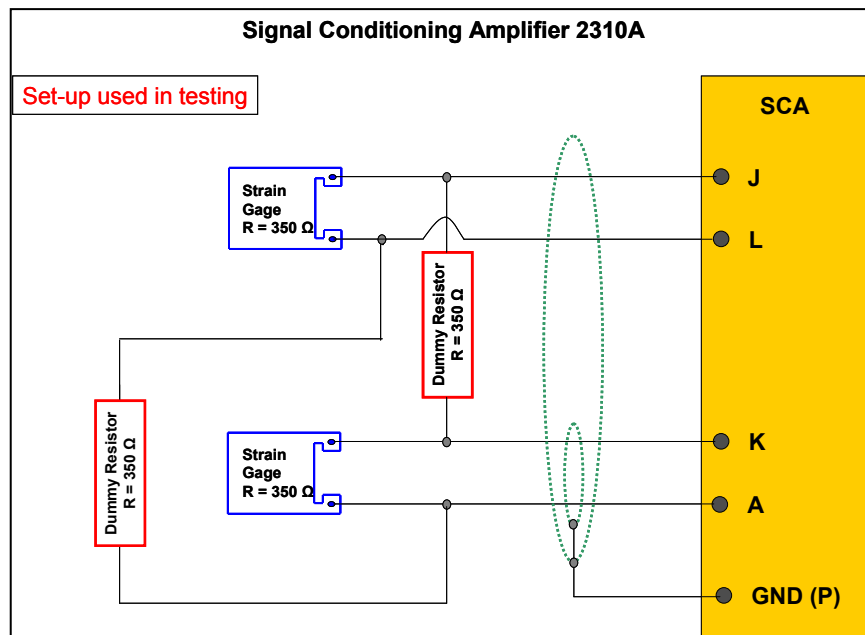 Signal Conditioning Amplifier 2310A
Set-up used in testing
SCA
J
Strain
Gage
R = 350 Ω
L
Dummy Resistor
R = 350 Ω
Dummy Resistor
R = 350 Ω
K
Strain
Gage
R = 350 Ω
A
GND (P)